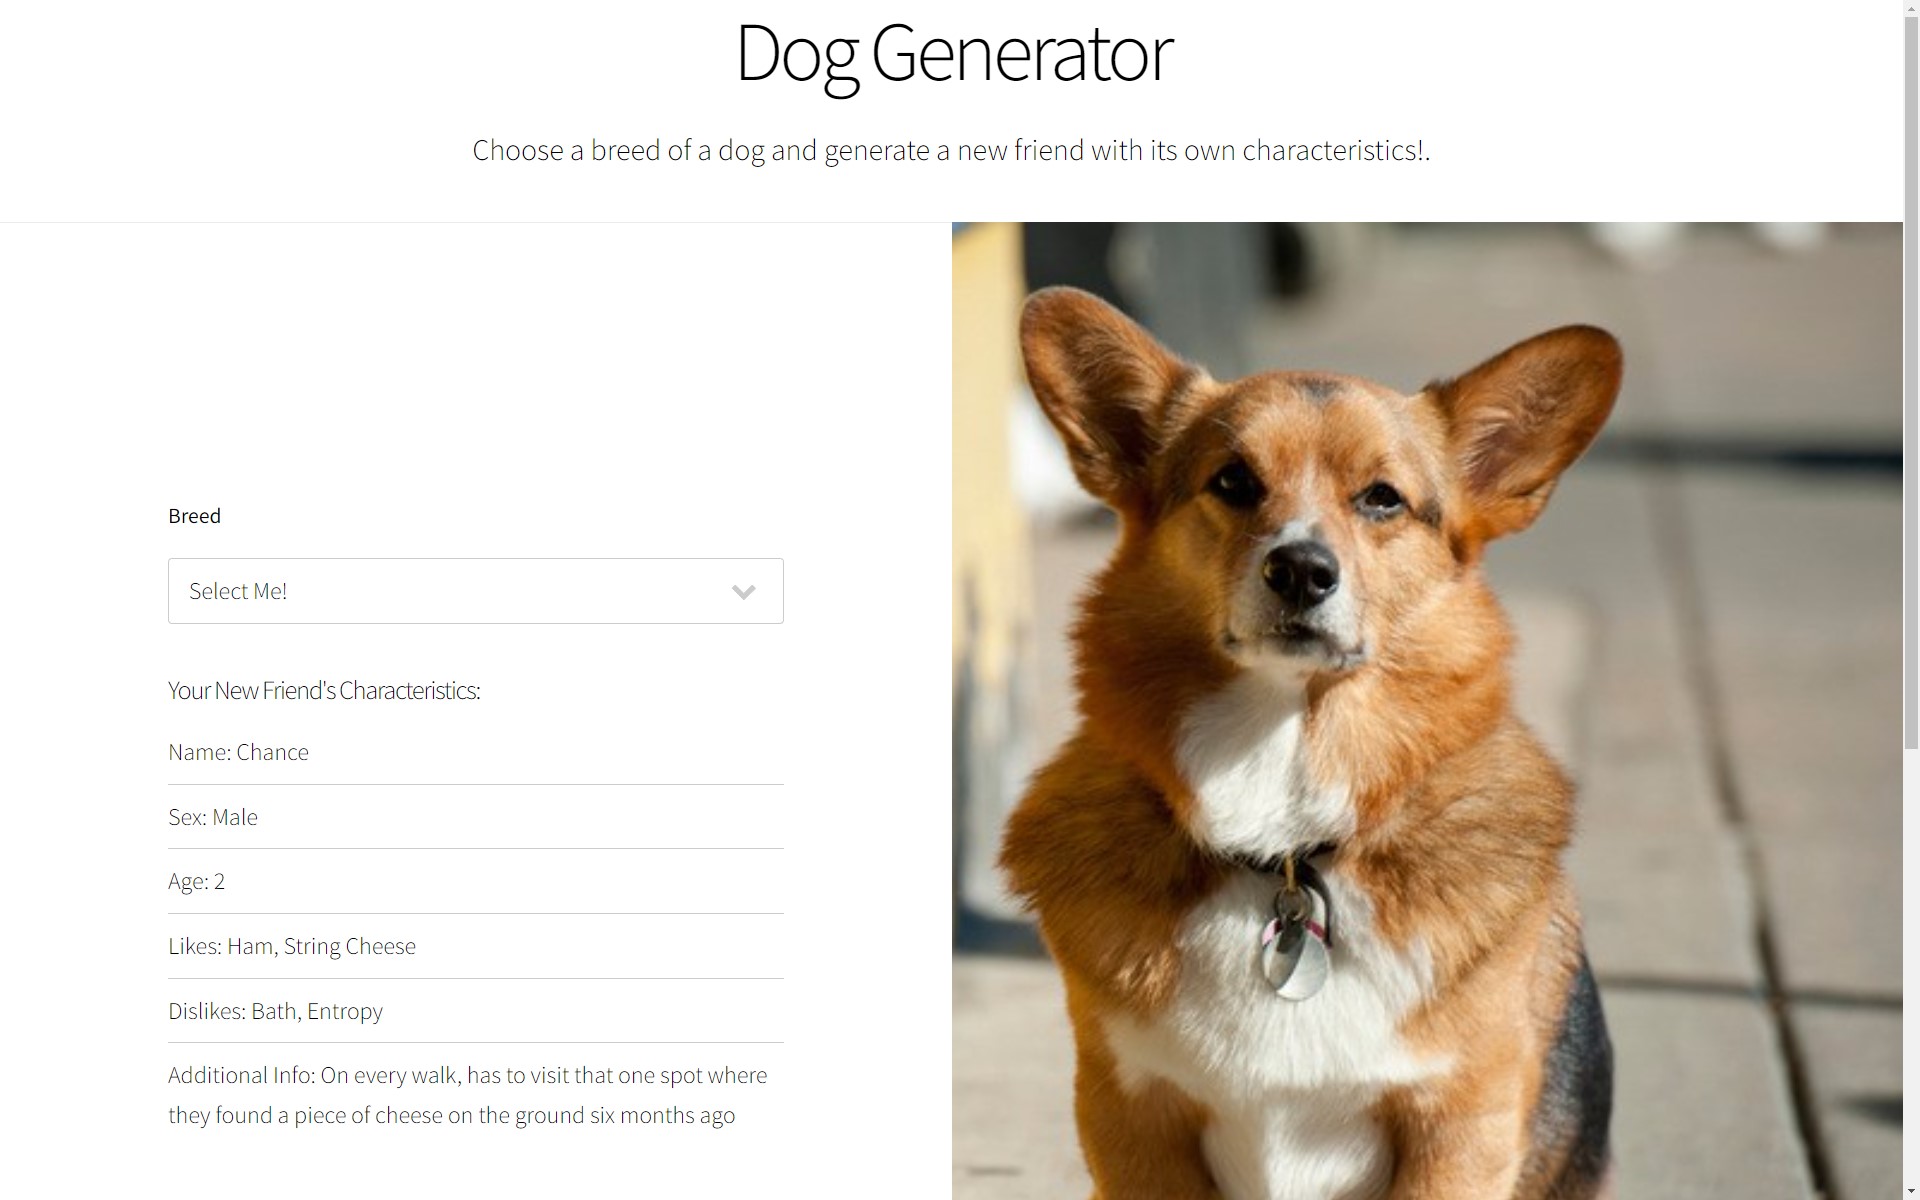 Dog Generator
Choose a breed of a dog and generate a new friend with its own characteristics!.
Breed
Select Me!
Your New Friend's Characteristics:
Name: Chance
Sex: Male
Age: 2
Likes: Ham, String Cheese
Dislikes: Bath, Entropy
Additional Info: On every walk, has to visit that one spot where
they found a piece of cheese on the ground six months ago